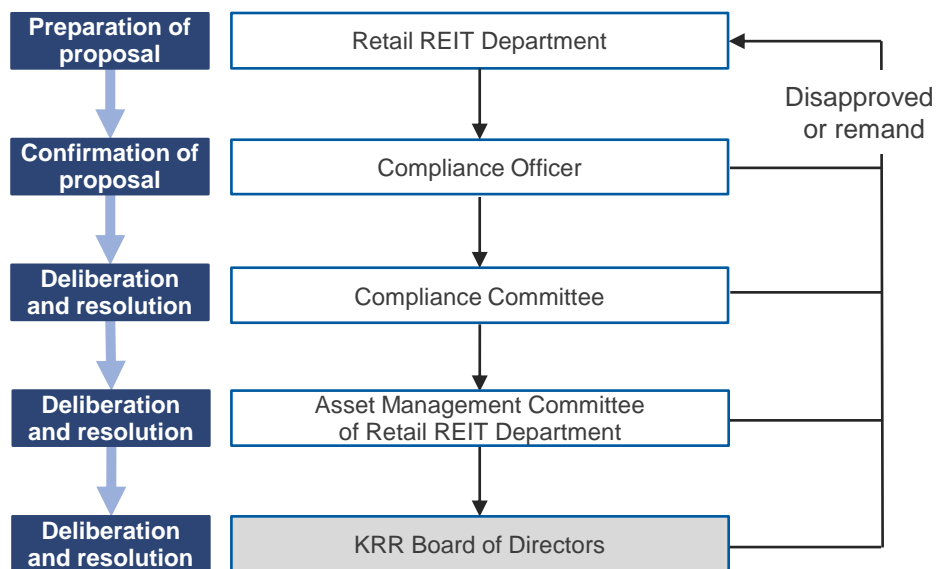 Preparation of
proposal
Retail REIT Department
Disapproved
or remand
Confirmation of
proposal
Compliance Officer
Deliberation
and resolution
Compliance Committee
Deliberation
and resolution
Asset Management Committee
of Retail REIT Department
Deliberation
and resolution
KRR Board of Directors